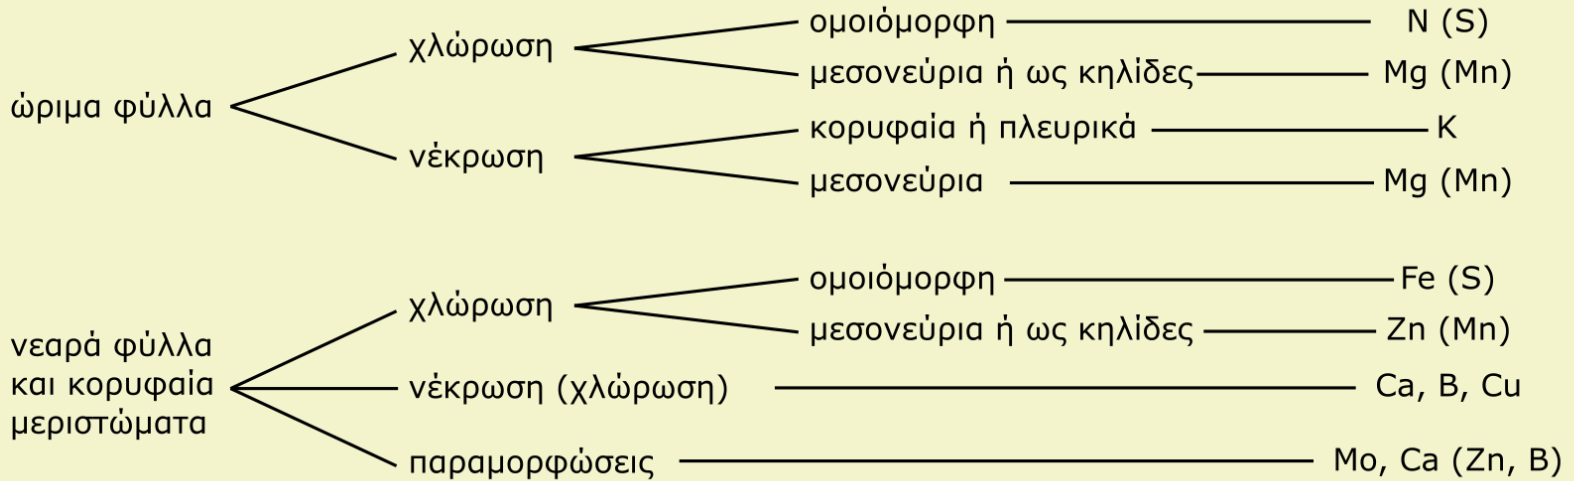 ομοιόμορφη N (S)
χλώρωση
μεσονεύρια ή ως κηλίδες Mg (Mn)
ώριμα φύλλα
κορυφαία ή πλευρικά K
νέκρωση
μεσονεύρια Mg (Mn)
ομοιόμορφη Fe (S)
χλώρωση
μεσονεύρια ή ως κηλίδες Zn (Mn)
νεαρά φύλλα
και κορυφαία
μεριστώματα
νέκρωση (χλώρωση) Ca, B, Cu
παραμορφώσεις Mo, Ca (Zn, B)